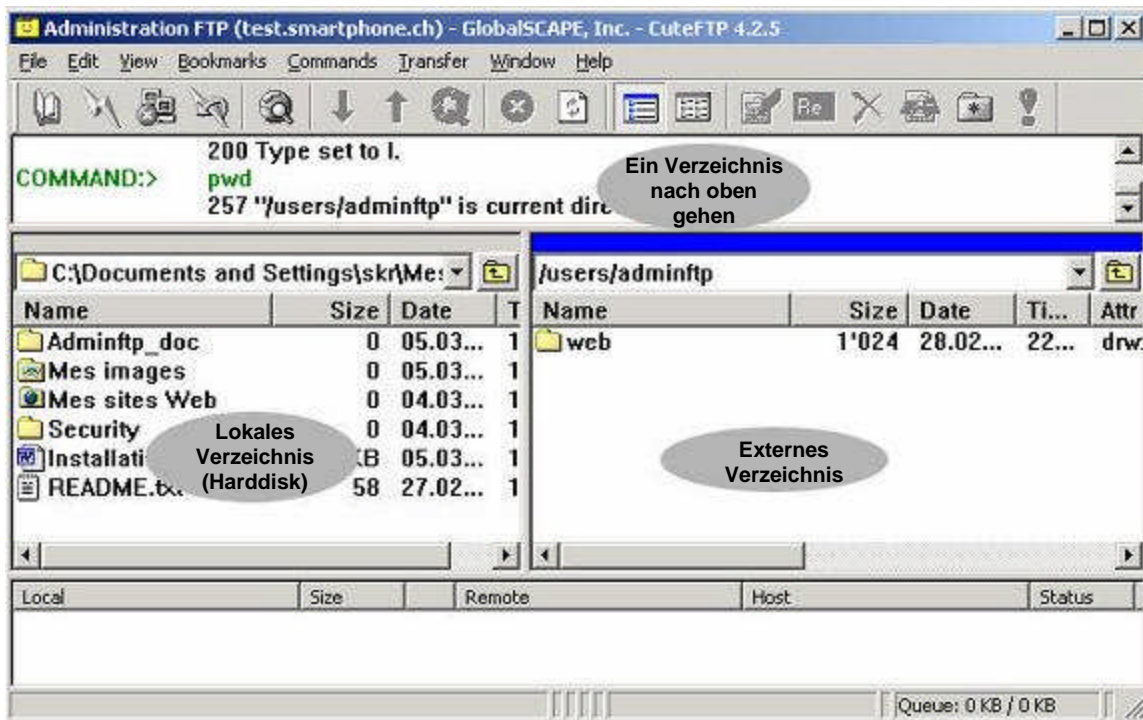 Administration FTP (test.smartphone.ch) - GlobalSCAPE, Inc. - CuteFTP 4.2.5
File Edit View Bookmarks Commands Transfer Window Help
200 Type set to I.
COMMAND:> pwd
257 "/users/adminftp" is current dire
Ein Verzeichnis
nach oben
gehen
C:\Documents and Settings\skr\Mes
Name Size Date T
Adminftp_doc 0 05.03... 1
Mes images 0 05.03... 1
Mes sites Web 0 04.03... 1
Security 0 04.03... 1
Installati KB 05.03... 1
README.txt 58 27.02... 1
Lokales
Verzeichnis
(Harddisk)
/users/adminftp
Name Size Date Ti... Attr
web 1'024 28.02... 22... drw
Externes
Verzeichnis
Local Size Remote Host Status
Queue: 0 KB / 0 KB